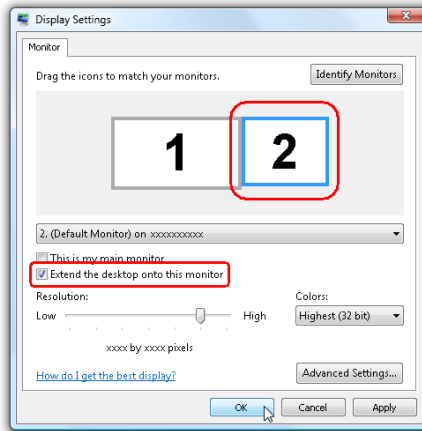 Display Settings
Monitor
Drag the icons to match your monitors.
Identify Monitors
1 2
2. (Default Monitor) on xxxxxxxxxx
This is my main monitor
Extend the desktop onto this monitor
Resolution:
Colors:
Low
High
Highest (32 bit)
xxxx by xxxx pixels
How do I get the best display?
Advanced Settings...
OK
Cancel
Apply